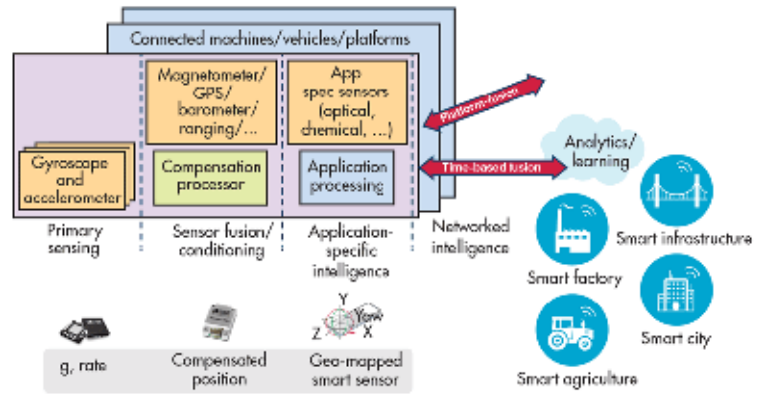 Connected machines/vehicles/platforms
Magnetometer/
GPS/
barometer/
ranging/...
App
spec sensors
(optical,
chemical, ...)
Platform-fusion
Analytics/
learning
Gyroscape
and
accelerometer
Compensation
processor
Application
processing
Time-based fusion
Primary
sensing
Sensor fusion/
conditioning
Application-
specific
intelligence
Networked
intelligence
Smart infrastructure
Smart factory
Smart city
Smart agriculture
Y
Z
X
Yaw
g, rate
Compensated
position
Geo-mapped
smart sensor